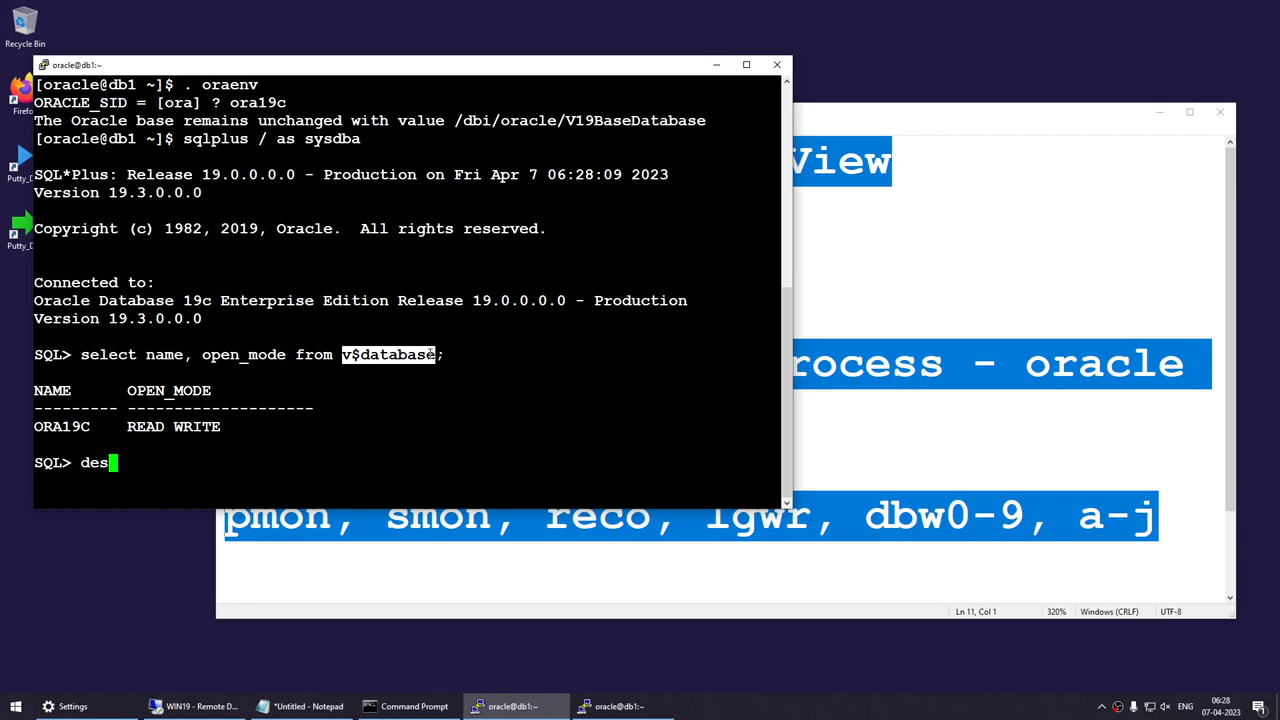 Recycle Bin
Firefo
Putty_D
Putty_D
oracle@db1:~
[oracle@db1 ~]$ . oraenv
ORACLE_SID = [ora] ? ora19c
The Oracle base remains unchanged with value /dbi/oracle/V19BaseDatabase
[oracle@db1 ~]$ sqlplus / as sysdba
SQL*Plus: Release 19.0.0.0.0 - Production on Fri Apr 7 06:28:09 2023
Version 19.3.0.0.0
Copyright (c) 1982, 2019, Oracle.  All rights reserved.
Connected to:
Oracle Database 19c Enterprise Edition Release 19.0.0.0.0 - Production
Version 19.3.0.0.0
SQL> select name, open_mode from v$database;
NAME      OPEN_MODE
--------- --------------------
ORA19C    READ WRITE
SQL> des
View
rocess - oracle
pmon, smon, reco, lgwr, dbw0-9, a-j
Ln 11, Col 1
320%
Windows (CRLF)
UTF-8
Settings
WIN19 - Remote D...
*Untitled - Notepad
Command Prompt
oracle@db1:~
oracle@db1:~
ENG
06:28
07-04-2023
1